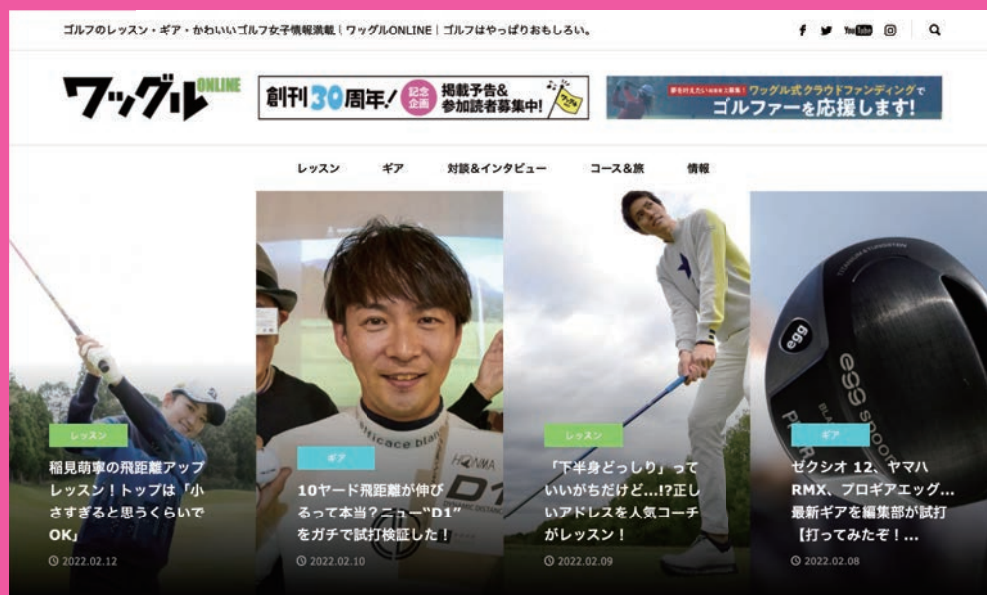 ゴルフのレッスン・ギア・かわいいゴルフ女子情報満載 | ワッグルONLINE | ゴルフはやっぱりおもしろい。
YouTube
ワッグル ONLINE
創刊30周年! 記念企画 掲載予告&
参加読者募集中!
ワッグル式クラウドファンディングで
ゴルファーを応援します!
レッスン ギア 対談&インタビュー コース&旅 情報
レッスン
稲見萌寧の飛距離アップ
レッスン!トップは「小
さすぎると思うくらいで
OK」
2022.02.12
efficace blan
HONMA
D1
ギア
10ヤード飛距離が伸び
るって本当?ニュー“D1”
をガチで試打検証した!
2022.02.10
レッスン
「下半身どっしり」って
いいがちだけど…!?正し
いアドレスを人気コーチ
がレッスン!
2022.02.09
egg
egg spoon
ギア
ゼクシオ 12、ヤマハ
RMX、プロギアエッグ…
最新ギアを編集部が試打
【打ってみたぞ!…
2022.02.08